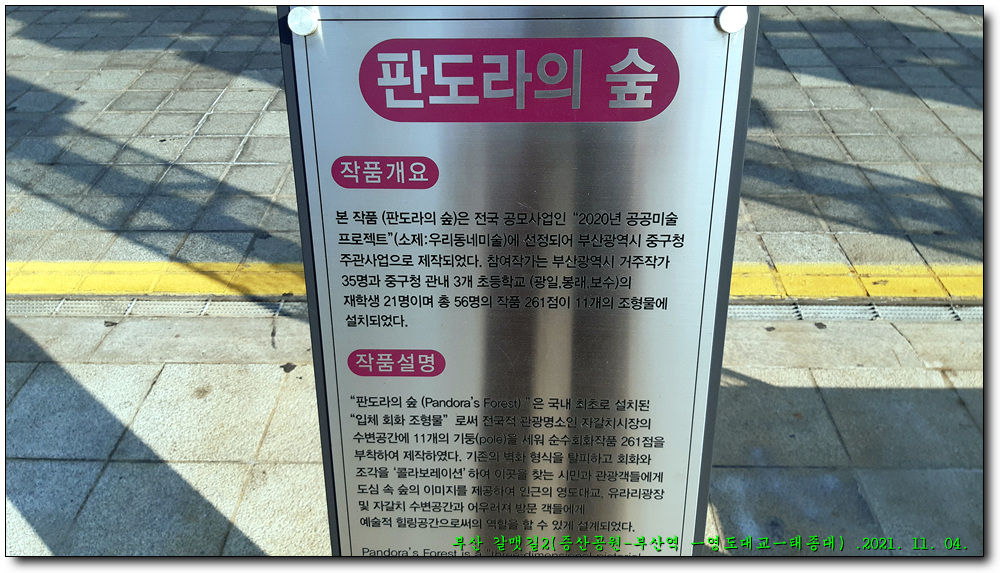 판도라의 숲
작품개요
본 작품 (판도라의 숲)은 전국 공모사업인 “2020년 공공미술
프로젝트”(소제:우리동네미술)에 선정되어 부산광역시 중구청
주관사업으로 제작되었다. 참여작가는 부산광역시 거주작가
35명과 중구청 관내 3개 초등학교 (광일,봉래,보수)의
재학생 21명이며 총 56명의 작품 261점이 11개의 조형물에
설치되었다.
작품설명
“판도라의 숲 (Pandora's Forest) ”은 국내 최초로 설치된
“입체 회화 조형물” 로써 전국적 관광명소인 자갈치시장의
수변공간에 11개의 기둥(pole)을 세워 순수회화작품 261점을
부착하여 제작하였다. 기존의 벽화 형식을 탈피하고 회화와
조각을 ‘콜라보레이션’하여 이곳을 찾는 시민과 관광객들에게
도심 속 숲의 이미지를 제공하여 인근의 영도대교, 유라리광장
및 자갈치 수변공간과 어우러져 방문 객들에게
예술적 힐링공간으로써의 역할을 할 수 있게 설계되었다.
부산 갈맷길2(증산공원-부산역 →영도대교→태종대) .2021. 11. 04.
Pandora's Forest is